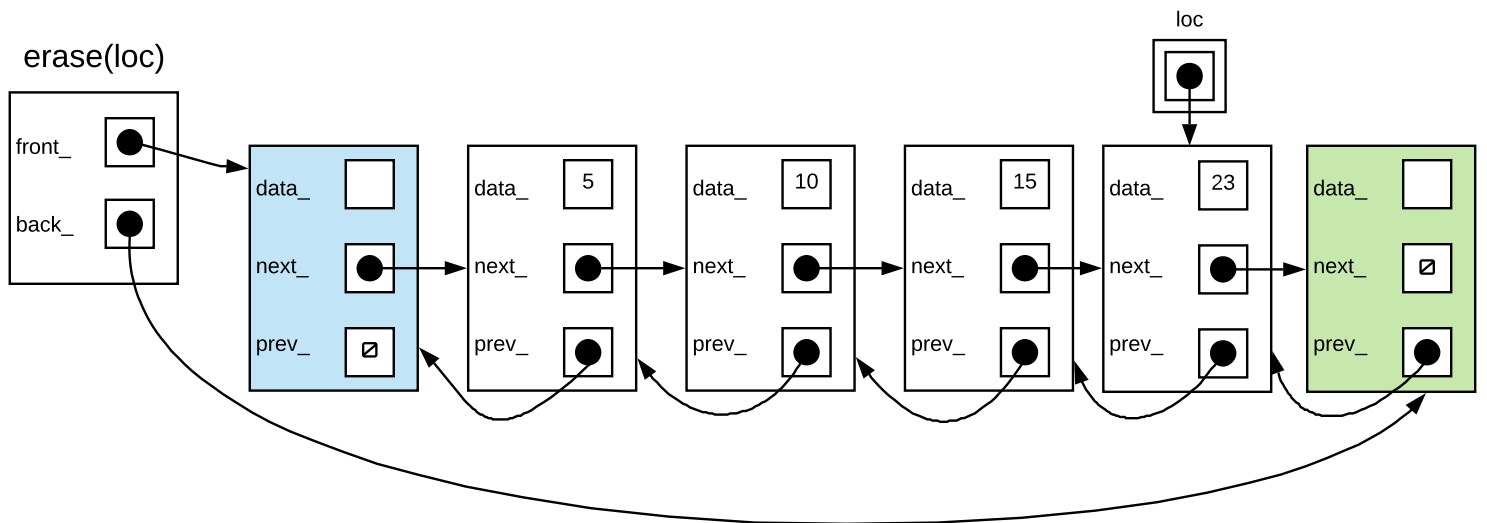 loc
erase(loc)
front_
back_
data_
next_
prev_
data_ 5
next_
prev_
data_ 10
next_
prev_
data_ 15
next_
prev_
data_ 23
next_
prev_
data_
next_
prev_